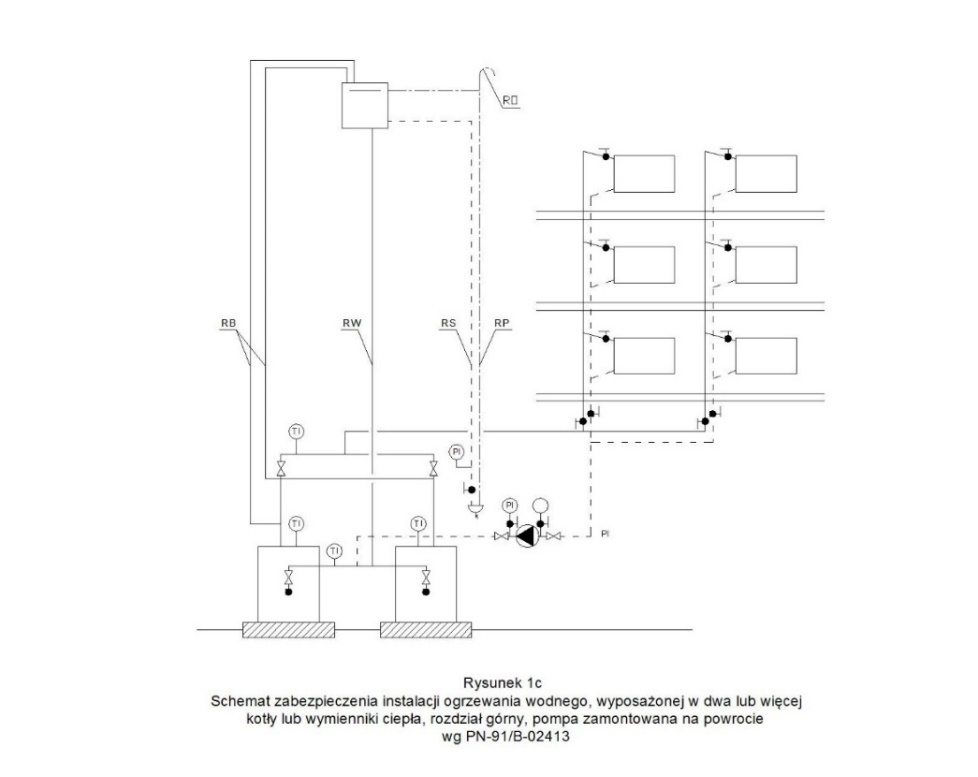 RO
RB
RW
RS
RP
TI
PI
TI
TI
PI
PI
TI
Rysunek 1c
Schemat zabezpieczenia instalacji ogrzewania wodnego, wyposażonej w dwa lub więcej
kotły lub wymienniki ciepła, rozdział górny, pompa zamontowana na powrocie
wg PN-91/B-02413